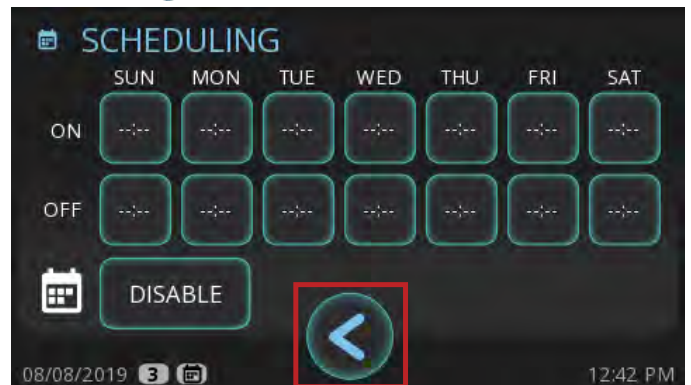 SCHEDULING
SUN MON TUE WED THU FRI SAT
ON --:-- --:-- --:-- --:-- --:-- --:-- --:--
OFF --:-- --:-- --:-- --:-- --:-- --:-- --:--
DISABLE
08/08/2019 3 12:42 PM